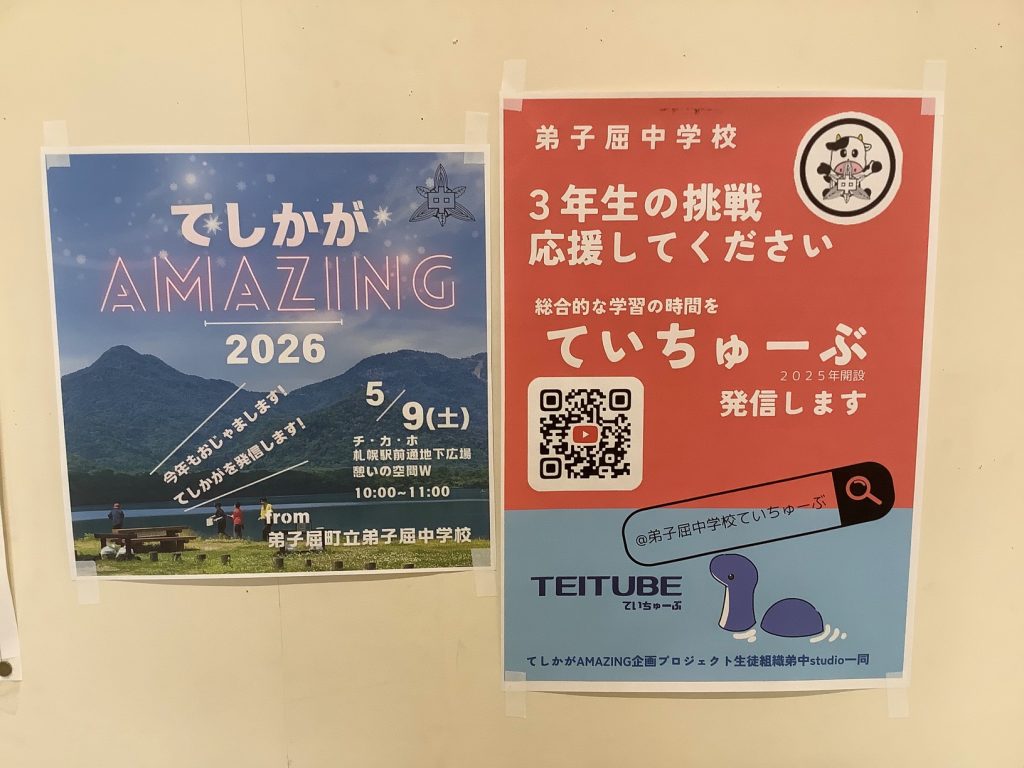 中
てしかが
AMAZING
2026
今年もおじゃまします!
てしかがを発信します!
5/9(土)
チ・カ・ホ
札幌駅前通地下広場
憩いの空間W
10:00~11:00
from
弟子屈町立弟子屈中学校
弟子屈中学校
中
3年生の挑戦
応援してください
総合的な学習の時間を
ていちゅーぶ
2025年開設
発信します
@弟子屈中学校ていちゅーぶ
TEITUBE
ていちゅーぶ
てしかがAMAZING企画プロジェクト生徒組織弟中studio一同